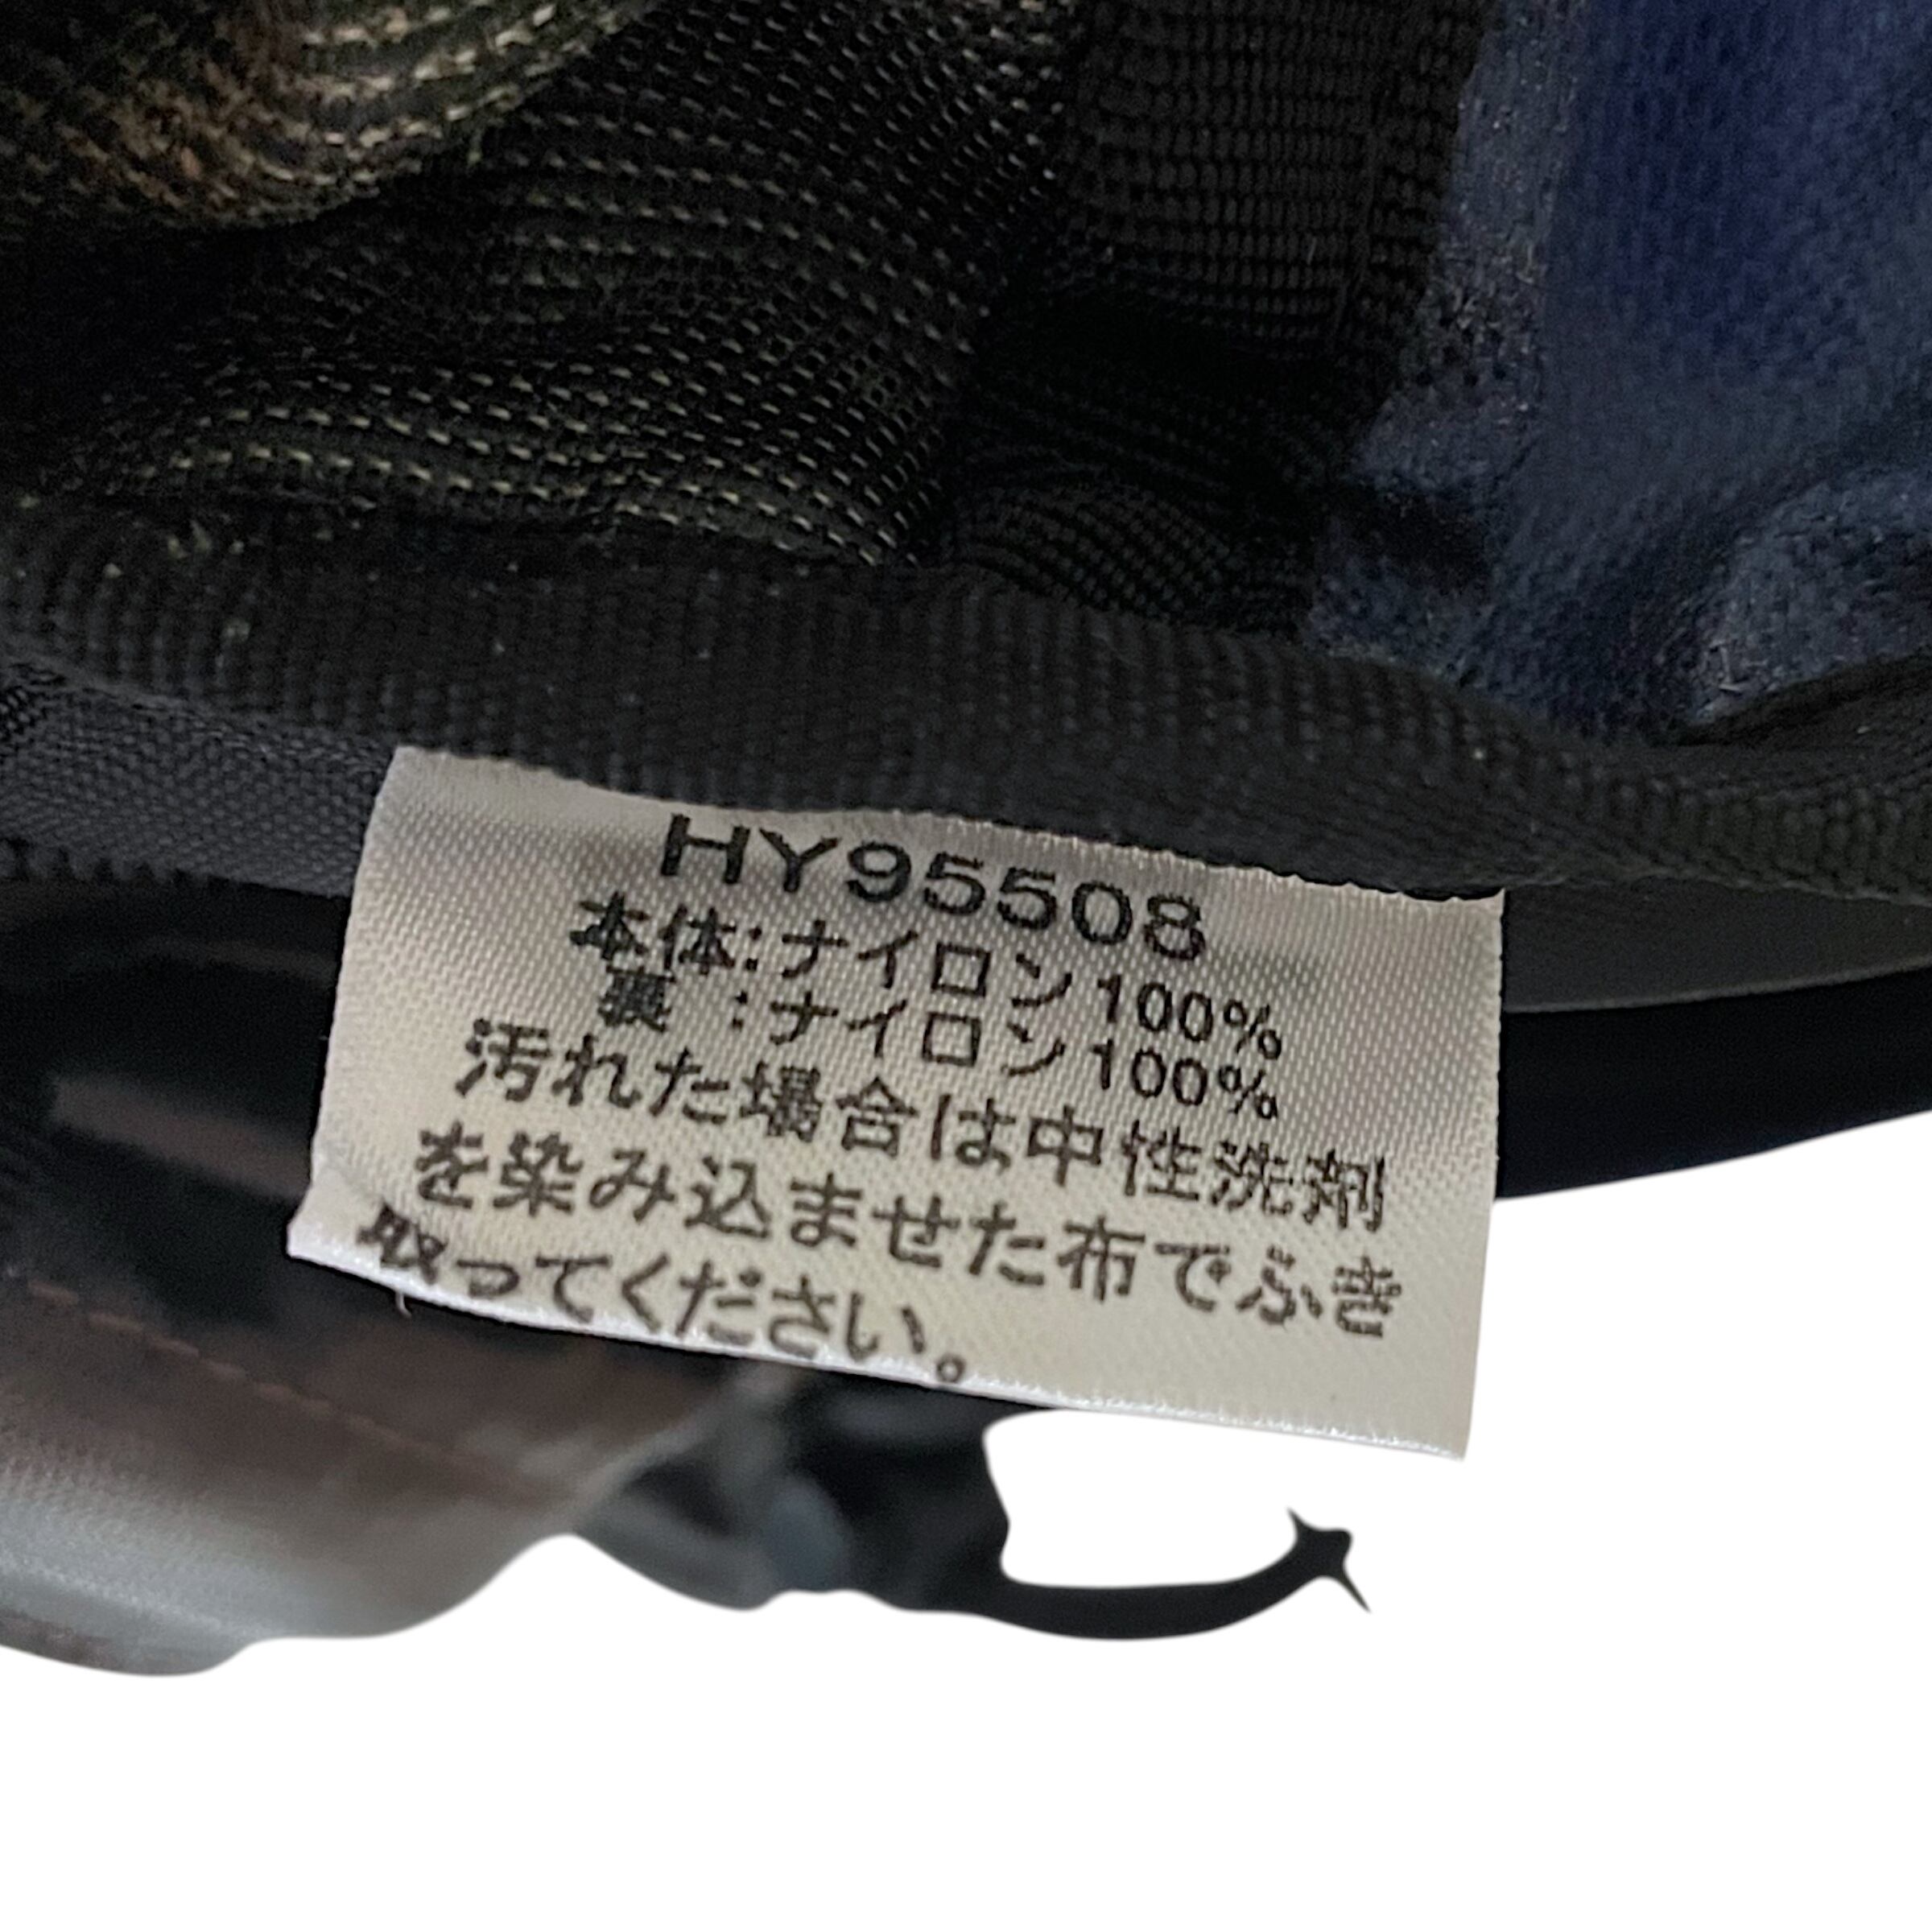 HY95508
本体:ナイロン100%
裏 :ナイロン100%
汚れた場合は中性洗剤
を染み込ませた布でふき
取ってください。